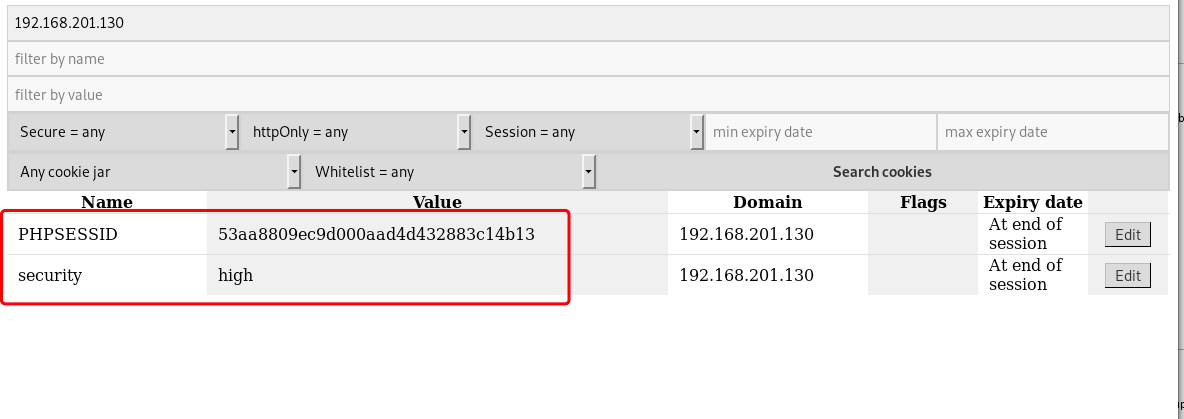 192.168.201.130
filter by name
filter by value
Secure = any httpOnly = any Session = any min expiry date max expiry date
Any cookie jar Whitelist = any Search cookies
Name Value Domain Flags Expiry date
PHPSESSID 53aa8809ec9d000aad4d432883c14b13 192.168.201.130 At end of session Edit
security high 192.168.201.130 At end of session Edit